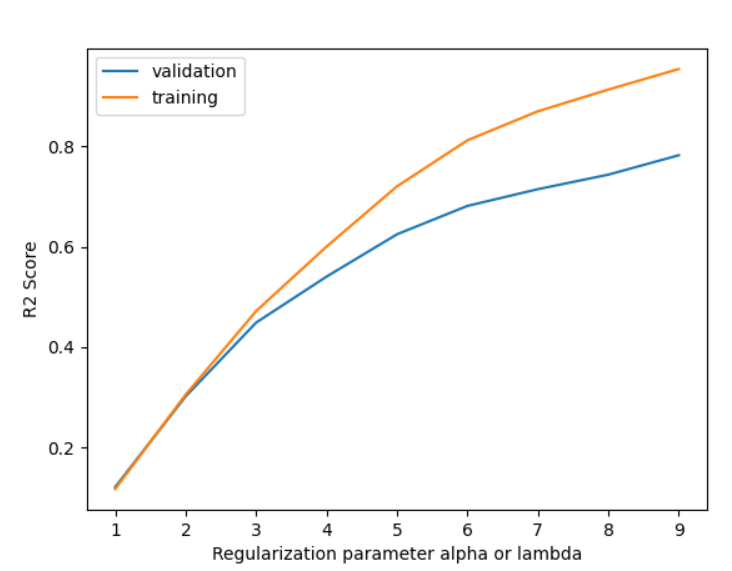 validation
training
0.8
0.6
0.4
0.2
R2 Score
1 2 3 4 5 6 7 8 9
Regularization parameter alpha or lambda